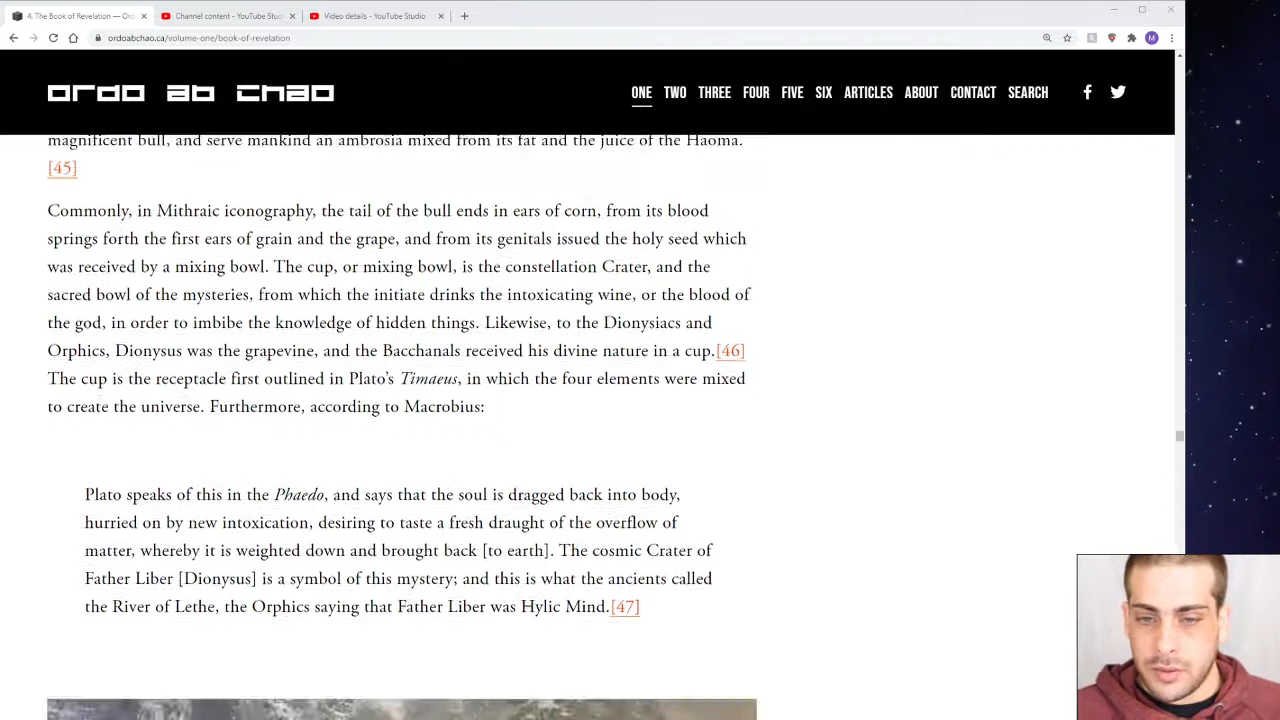 4. The Book of Revelation — Ord
Channel content - YouTube Stud
Video details - YouTube Studio
ordoabchao.ca/volume-one/book-of-revelation
M
ordo ab chao
ONE TWO THREE FOUR FIVE SIX ARTICLES ABOUT CONTACT SEARCH
magnificent bull, and serve mankind an ambrosia mixed from its fat and the juice of the Haoma.
[45]
Commonly, in Mithraic iconography, the tail of the bull ends in ears of corn, from its blood
springs forth the first ears of grain and the grape, and from its genitals issued the holy seed which
was received by a mixing bowl. The cup, or mixing bowl, is the constellation Crater, and the
sacred bowl of the mysteries, from which the initiate drinks the intoxicating wine, or the blood of
the god, in order to imbibe the knowledge of hidden things. Likewise, to the Dionysiacs and
Orphics, Dionysus was the grapevine, and the Bacchanals received his divine nature in a cup.[46]
The cup is the receptacle first outlined in Plato’s Timaeus, in which the four elements were mixed
to create the universe. Furthermore, according to Macrobius:
Plato speaks of this in the Phaedo, and says that the soul is dragged back into body,
hurried on by new intoxication, desiring to taste a fresh draught of the overflow of
matter, whereby it is weighted down and brought back [to earth]. The cosmic Crater of
Father Liber [Dionysus] is a symbol of this mystery; and this is what the ancients called
the River of Lethe, the Orphics saying that Father Liber was Hylic Mind.[47]